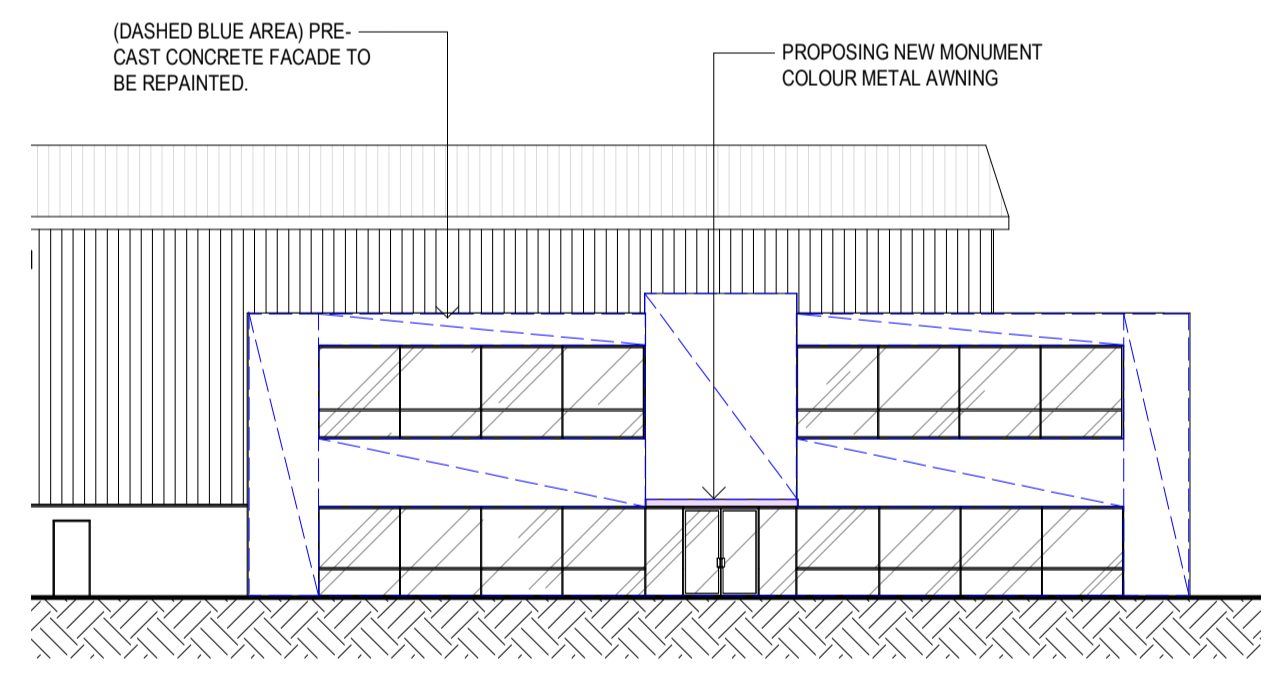 (DASHED BLUE AREA) PRE-
CAST CONCRETE FACADE TO
BE REPAINTED.
PROPOSING NEW MONUMENT
COLOUR METAL AWNING